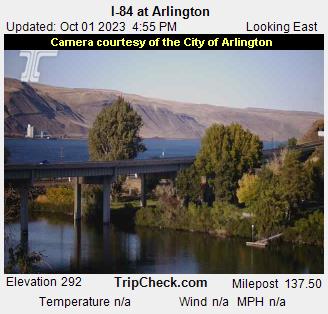 I-84 at Arlington
Updated: Oct 01 2023 4:55 PM Looking East
Camera courtesy of the City of Arlington
Elevation 292 TripCheck.com Milepost 137.50
Temperature n/a Wind n/a MPH n/a